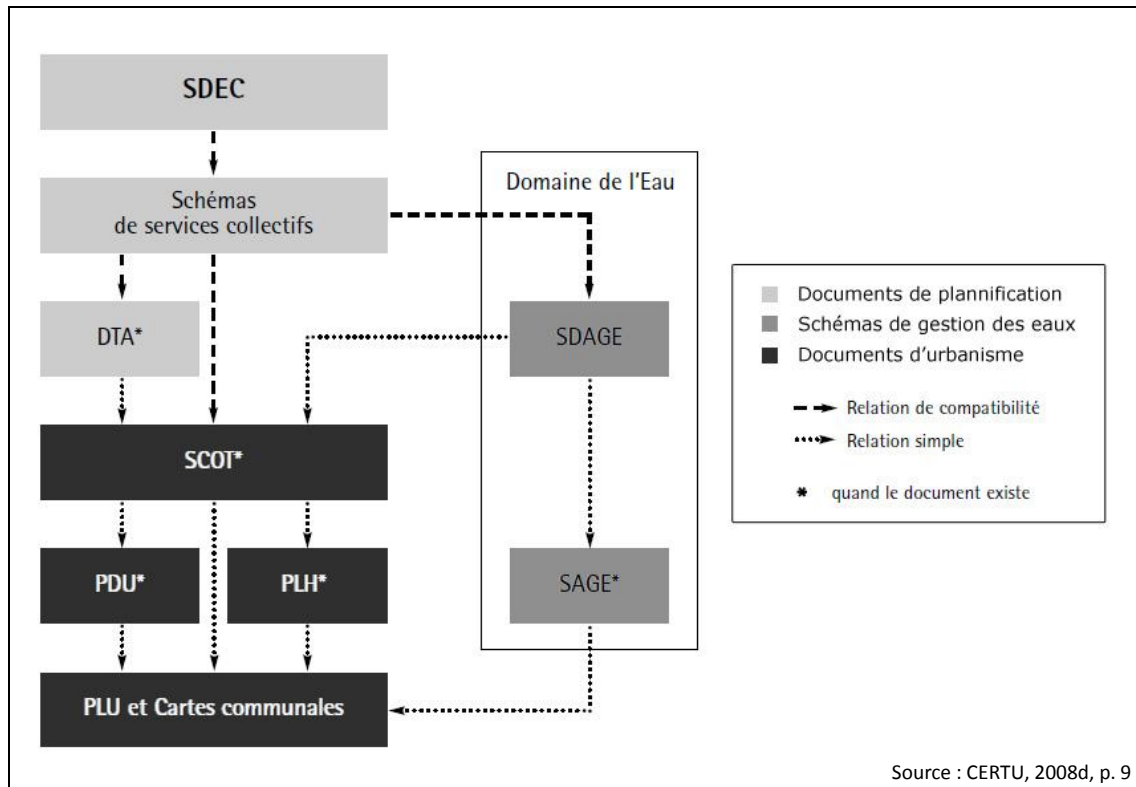 SDEC
Schémas
de services collectifs
Domaine de l'Eau
DTA*
SDAGE
SCOT*
PDU*
PLH*
SAGE*
PLU et Cartes communales
Documents de plannification
Schémas de gestion des eaux
Documents d'urbanisme
Relation de compatibilité
Relation simple
* quand le document existe
Source : CERTU, 2008d, p. 9